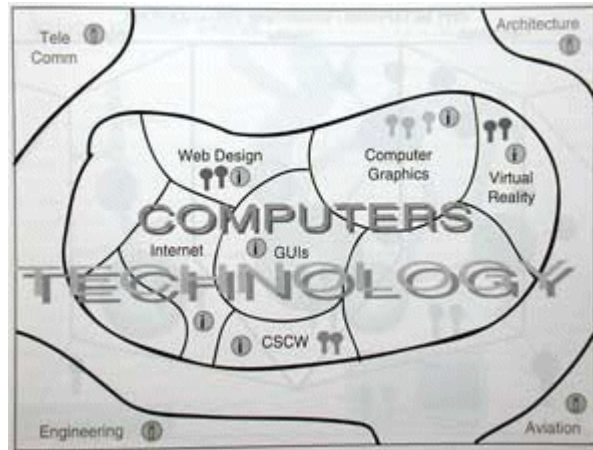 Tele
Comm
Architecture
Web Design
Computer
Graphics
Virtual
Reality
COMPUTERS
Internet
GUIs
TECHNOLOGY
CSCW
Engineering
Aviation